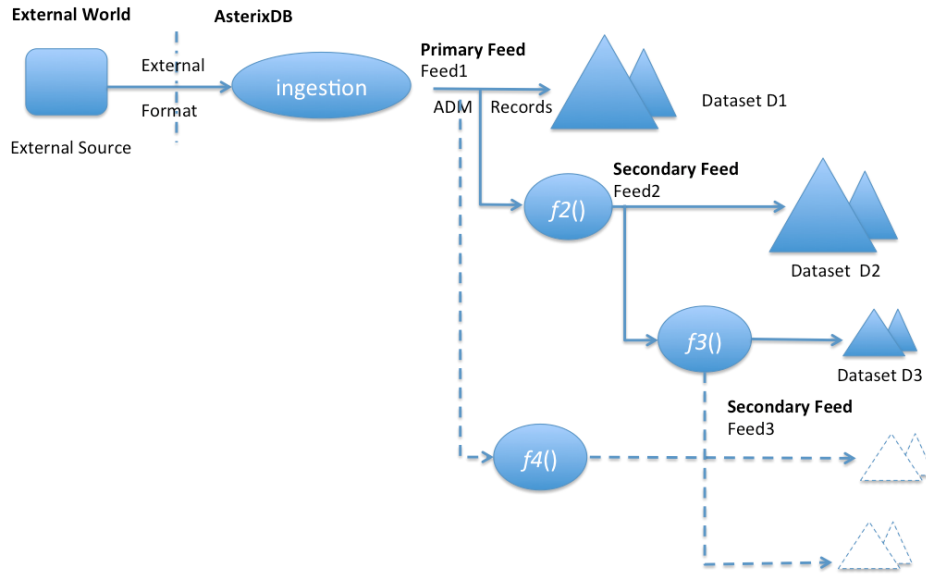 External World
AsterixDB
External
Format
External Source
ingestion
Primary Feed
Feed1
ADM Records
Dataset D1
f2()
Secondary Feed
Feed2
Dataset D2
f3()
Dataset D3
Secondary Feed
Feed3
f4()